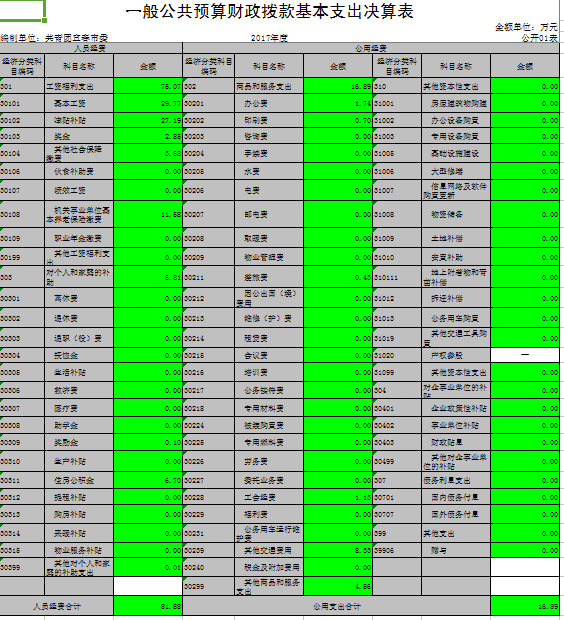 一般公共预算财政拨款基本支出决算表
金额单位：万元
编制单位：共青团宜春市委 2017年度 公开01表
人员经费 公用经费
经济分类科目编码 科目名称 金额 经济分类科目编码 科目名称 金额 经济分类科目编码 科目名称 金额
301 工资福利支出 75.07 302 商品和服务支出 16.89 310 其他资本性支出 0.00
30101 基本工资 29.77 30201 办公费 1.74 31001 房屋建筑物购建 0.00
30102 津贴补贴 27.19 30202 印刷费 0.70 31002 办公设备购置 0.00
30103 奖金 2.85 30203 咨询费 0.00 31003 专用设备购置 0.00
30104 其他社会保障缴费 3.68 30204 手续费 0.00 31005 基础设施建设 0.00
30106 伙食补助费 0.00 30205 水费 0.00 31006 大型修缮 0.00
30107 绩效工资 0.00 30206 电费 0.00 31007 信息网络及软件购置更新 0.00
30108 机关事业单位基本养老保险缴费 11.58 30207 邮电费 0.00 31008 物资储备 0.00
30109 职业年金缴费 0.00 30208 取暖费 0.00 31009 土地补偿 0.00
30199 其他工资福利支出 0.00 30209 物业管理费 0.00 31010 安置补助 0.00
303 对个人和家庭的补助 6.81 30211 差旅费 0.43 310111 地上附着物和青苗补偿 0.00
30301 离休费 0.00 30212 因公出国（境）费用 0.00 31012 拆迁补偿 0.00
30302 退休费 0.00 30213 维修（护）费 0.00 31013 公务用车购置 0.00
30303 退职（役）费 0.00 30214 租赁费 0.00 31019 其他交通工具购置 0.00
30304 抚恤金 0.00 30215 会议费 0.00 31020 产权参股 —
30305 生活补贴 0.00 30216 培训费 0.00 31099 其他资本性支出 0.00
30306 救济费 0.00 30217 公务接待费 0.00 304 对企事业单位的补贴 0.00
30307 医疗费 0.00 30218 专用材料费 0.00 30401 企业政策性补贴 0.00
30308 助学金 0.00 30224 被装购置费 0.00 30402 事业单位补贴 0.00
30309 奖励金 0.10 30225 专用燃料费 0.00 30403 财政贴息 0.00
30310 生产补贴 0.00 30226 劳务费 0.00 30499 其他对企事业单位的补贴 0.00
30311 住房公积金 6.70 30227 委托业务费 0.00 307 债务利息支出 0.00
30312 提租补贴 0.00 30228 工会经费 1.13 30701 国内债务付息 0.00
30313 购房补贴 0.00 30229 福利费 0.00 30707 国外债务付息 0.00
30314 采暖补贴 0.00 30231 公务用车运行维护费 0.00 399 其他支出 0.00
30315 物业服务补贴 0.00 30239 其他交通费用 8.33 39906 赠与 0.00
30399 其他对个人和家庭的补助支出 0.01 30240 税金及附加费用 0.00
30299 其他商品和服务支出 4.56
人员经费合计 81.88 公用支出合计 16.89